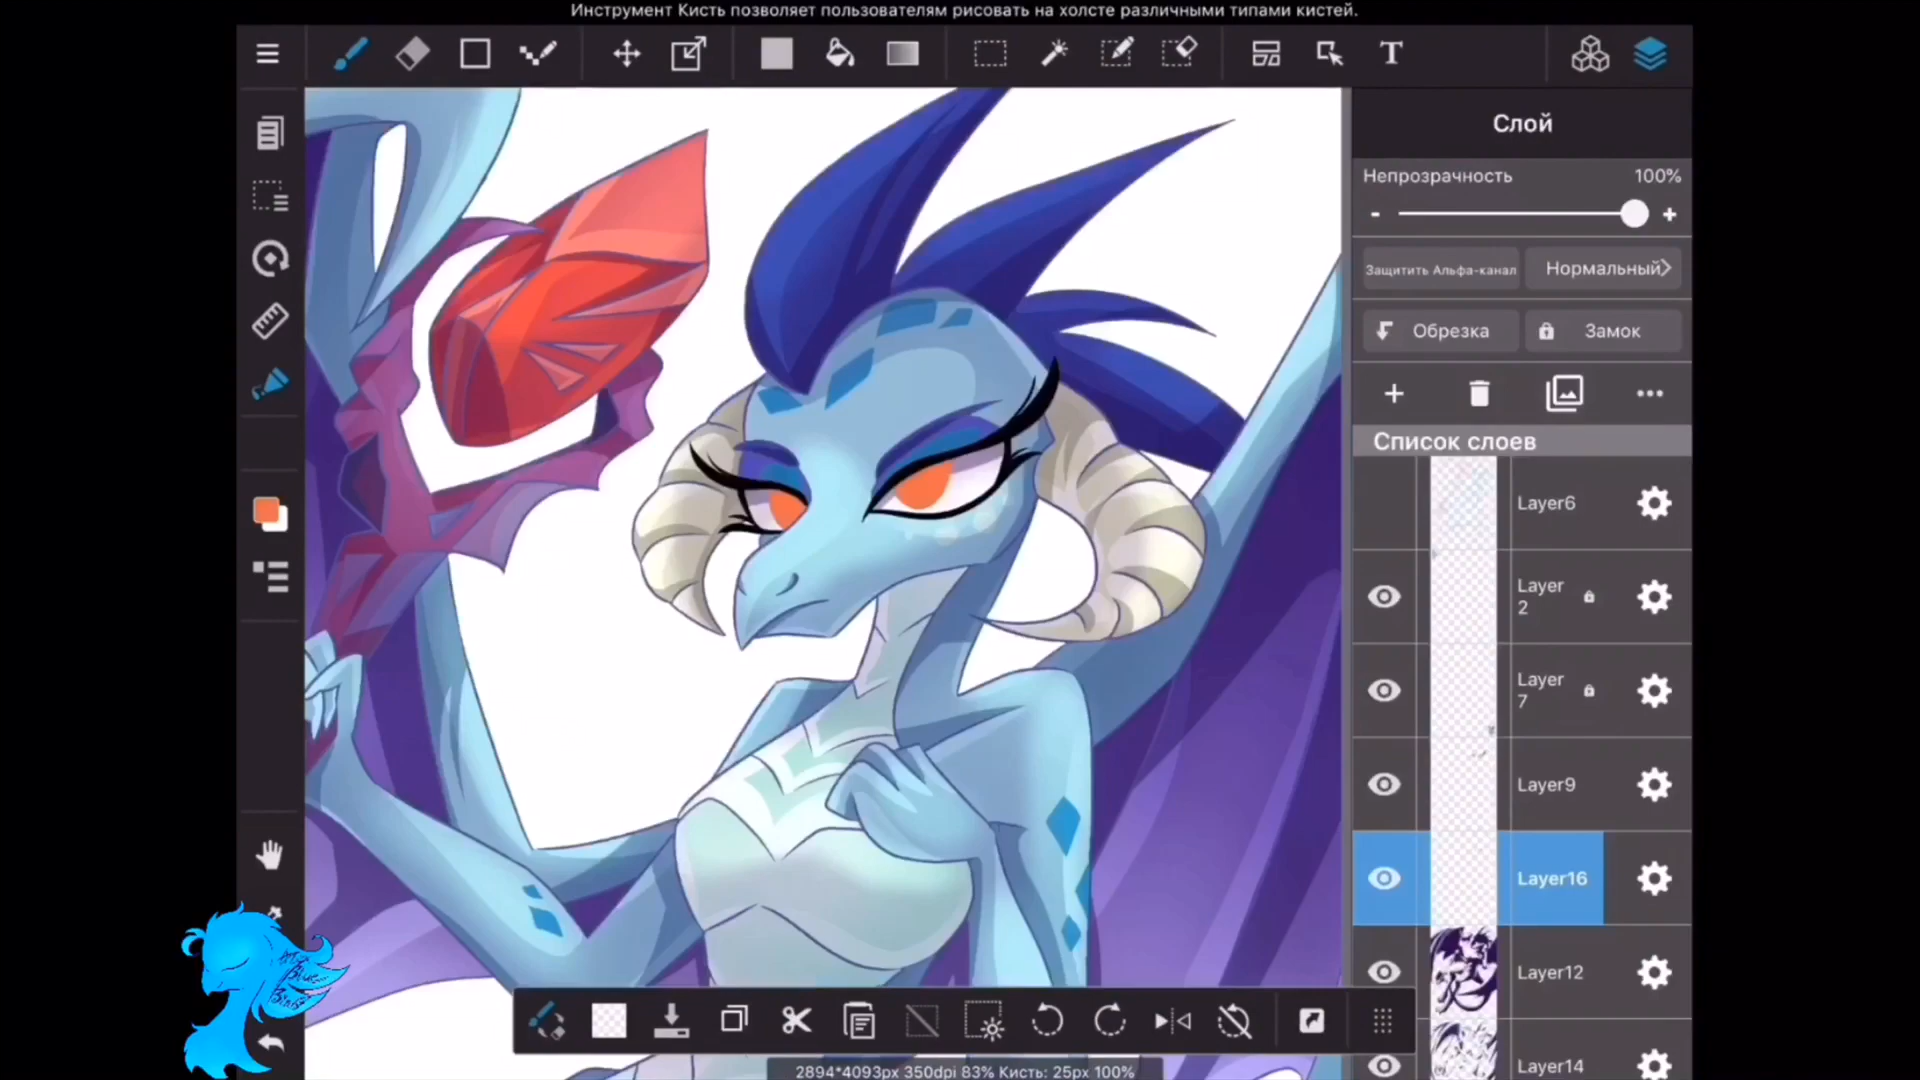 Инструмент Кисть позволяет пользователям рисовать на холсте различными типами кистей.
T
Слой
Непрозрачность 100%
- +
Защитить Альфа-канал Нормальный
Обрезка Замок
Список слоев
Layer6
Layer
2
Layer
7
Layer9
Layer16
Layer12
Layer14
Blue
2894*4093px 350dpi 83% Кисть: 25px 100%